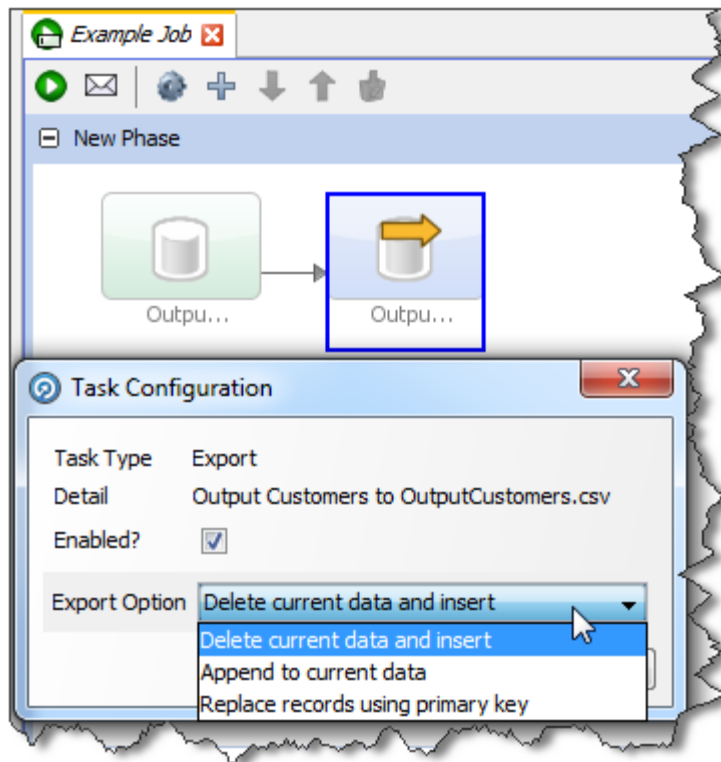 Example Job
New Phase
Outpu... Outpu...
Task Configuration
Task Type Export
Detail Output Customers to OutputCustomers.csv
Enabled?
Export Option Delete current data and insert
Delete current data and insert
Append to current data
Replace records using primary key